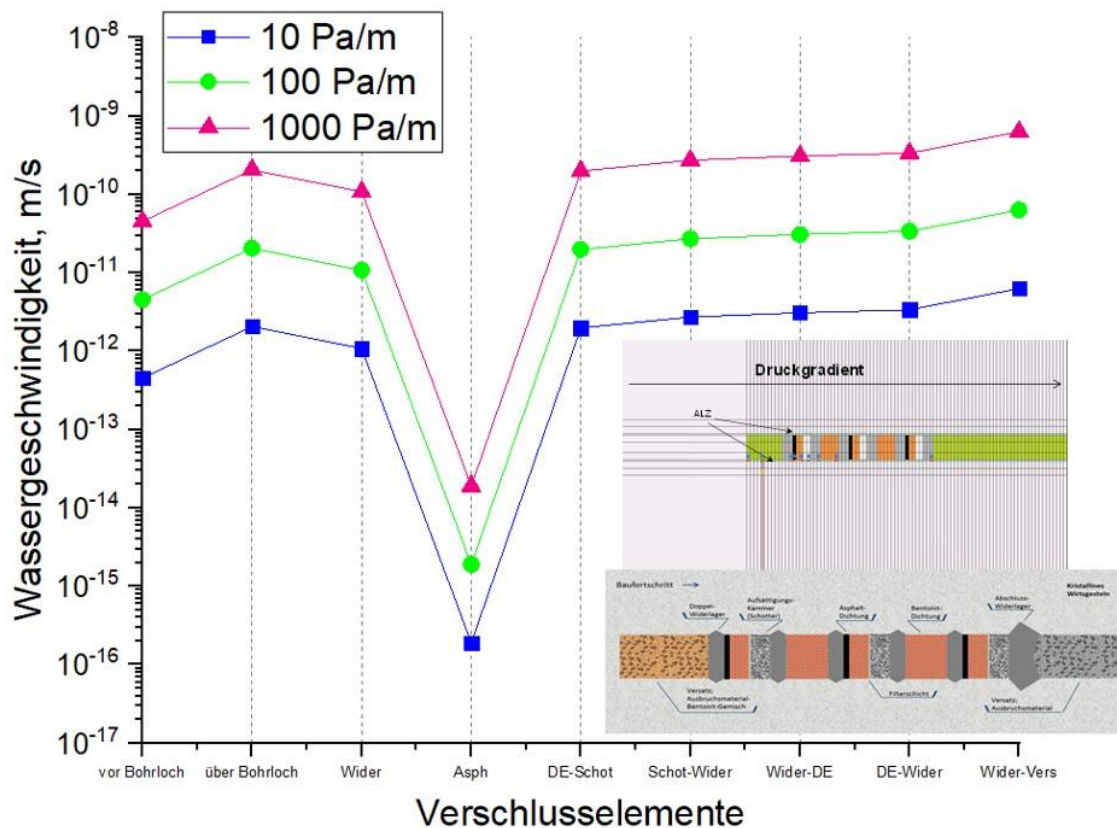 10 Pa/m
100 Pa/m
1000 Pa/m
Wassergeschwindigkeit, m/s
10⁻⁸
10⁻⁹
10⁻¹⁰
10⁻¹¹
10⁻¹²
10⁻¹³
10⁻¹⁴
10⁻¹⁵
10⁻¹⁶
10⁻¹⁷
Druckgradient
ALZ
Baufortschritt
Kristallines
Wirtsgestein
Doppel-
Widerlager
Aufsättigungs-
Kammer
(Schotter)
Asphalt-
Dichtung
Bentonit-
Dichtung
Abschluss-
Widerlager
Versatz;
Ausbruchsmaterial-
Bentonit-Gemisch
Filterschicht
Versatz;
Ausbruchsmaterial
vor Bohrloch
über Bohrloch
Wider
Asph
DE-Schot
Schot-Wider
Wider-DE
DE-Wider
Wider-Vers
Verschlusselemente